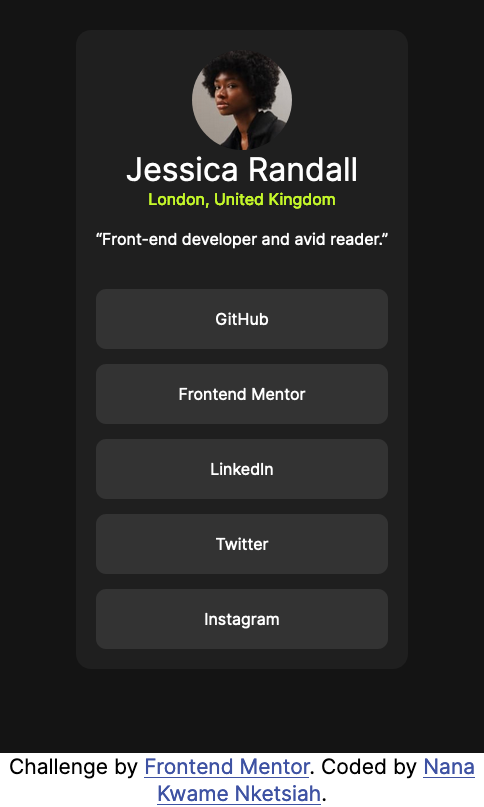 Jessica Randall
London, United Kingdom
“Front-end developer and avid reader.”
GitHub
Frontend Mentor
LinkedIn
Twitter
Instagram
Challenge by Frontend Mentor. Coded by Nana
Kwame Nketsiah.